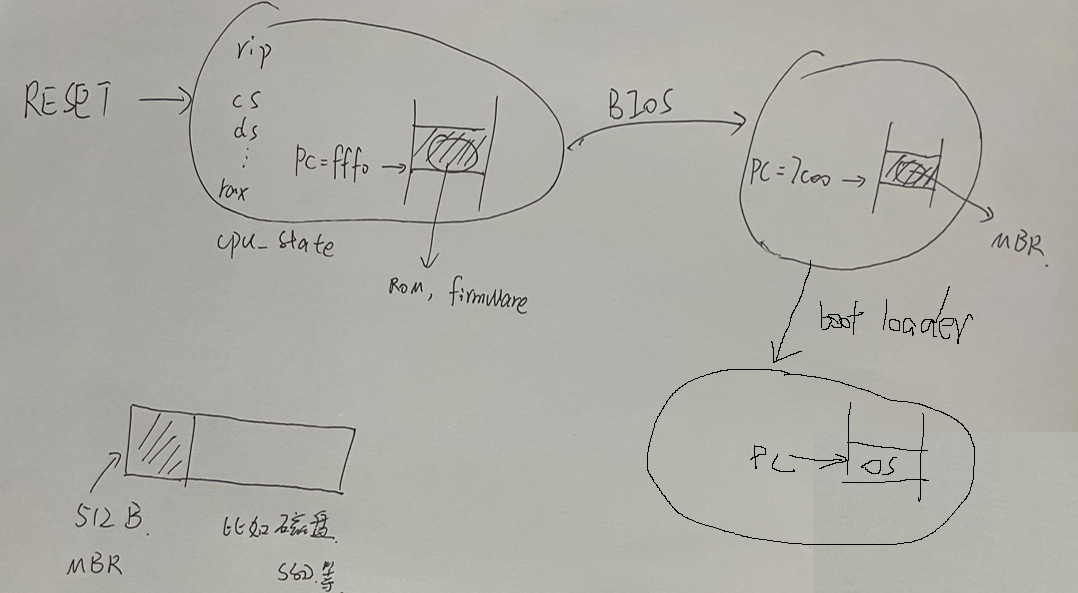 RESET
rip
cs
ds
⋮
rax
PC=fff0
cpu_state
ROM, firmware
BIOS
PC=7c00
MBR.
boot loader
PC
OS
512 B.
MBR
比如磁盘.
SSD.等.